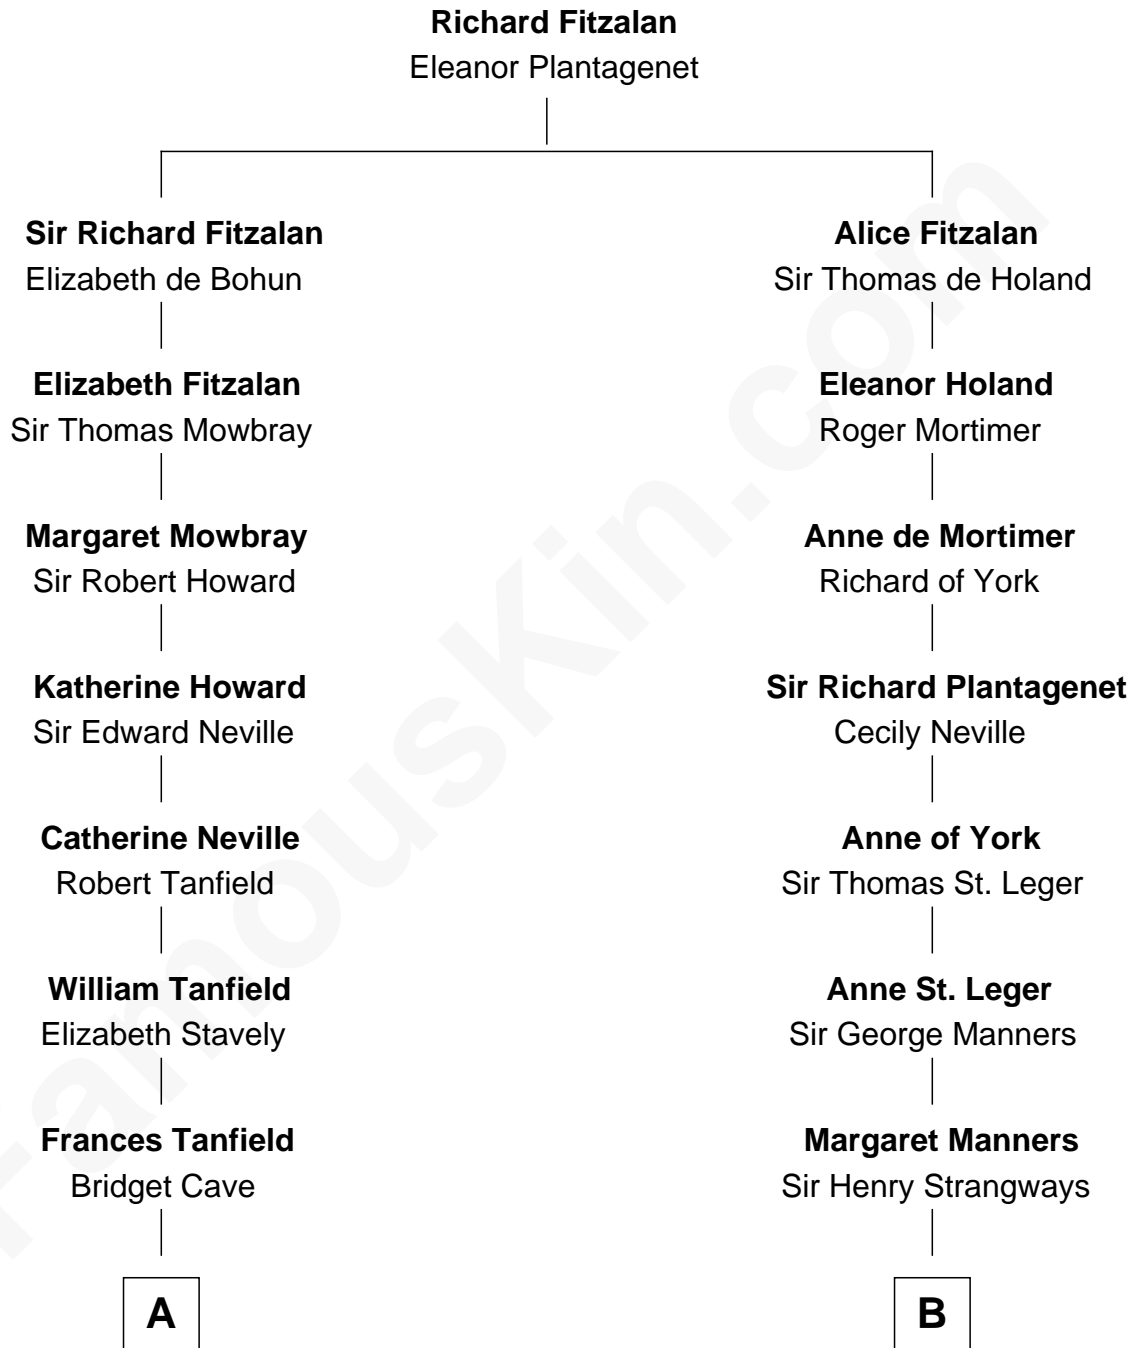 Richard Fitzalan
Eleanor Plantagenet
Sir Richard Fitzalan
Elizabeth de Bohun
Elizabeth Fitzalan
Sir Thomas Mowbray
Margaret Mowbray
Sir Robert Howard
Katherine Howard
Sir Edward Neville
Catherine Neville
Robert Tanfield
William Tanfield
Elizabeth Stavely
Frances Tanfield
Bridget Cave
A
Alice Fitzalan
Sir Thomas de Holand
Eleanor Holand
Roger Mortimer
Anne de Mortimer
Richard of York
Sir Richard Plantagenet
Cecily Neville
Anne of York
Sir Thomas St. Leger
Anne St. Leger
Sir George Manners
Margaret Manners
Sir Henry Strangways
B
FamousKin.com